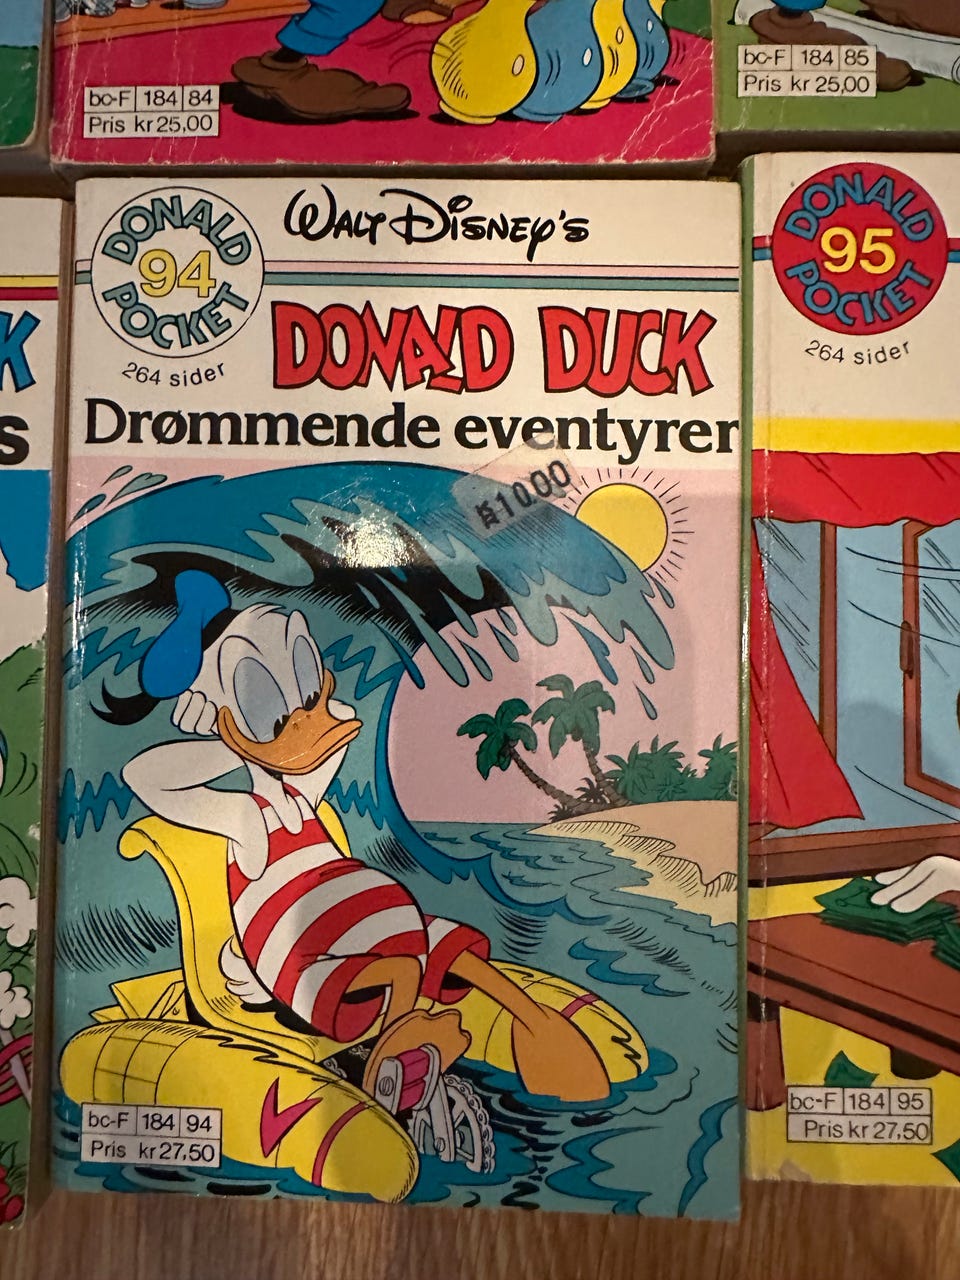 bc-F 184 84
Pris kr 25,00
bc-F 184 85
Pris kr 25,00
K
s
DONALD
94
POCKET
264 sider
WALT DISNEY'S
DONALD DUCK
Drømmende eventyrer
1000
bc-F 184 94
Pris kr 27,50
DONALD
95
POCKET
264 sider
bc-F 184 95
Pris kr 27,50